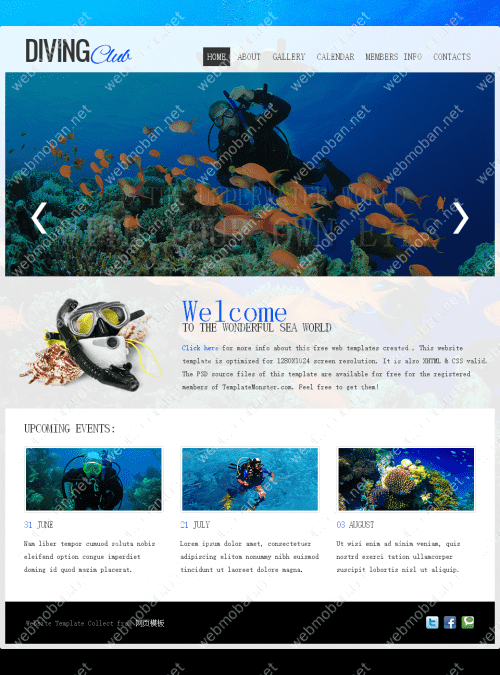 DIVING Club
HOME ABOUT GALLERY CALENDAR MEMBERS INFO CONTACTS
Welcome
TO THE WONDERFUL SEA WORLD
Click here for more info about this free web templates created . This website
template is optimized for 1280X1024 screen resolution. It is also XHTML & CSS valid.
The PSD source files of this template are available for free for the registered
members of TemplateMonster.com. Feel free to get them!
UPCOMING EVENTS:
31 JUNE
Nam liber tempor cumuod soluta nobis
eleifend option congue imperdiet
doming id quod mazim placerat.
21 JULY
Lorem ipsum dolor amet, consectetuer
adipiscing elitom nonummy nibh euismod
tincidunt ut laoreet dolore magna.
03 AUGUST
Ut wisi enim ad minim veniam, quis
nostrd exerci tation ullamcorper
suscipit lobortis nisl ut aliquip.
Website Template Collect from 网页模板
webmoban.net